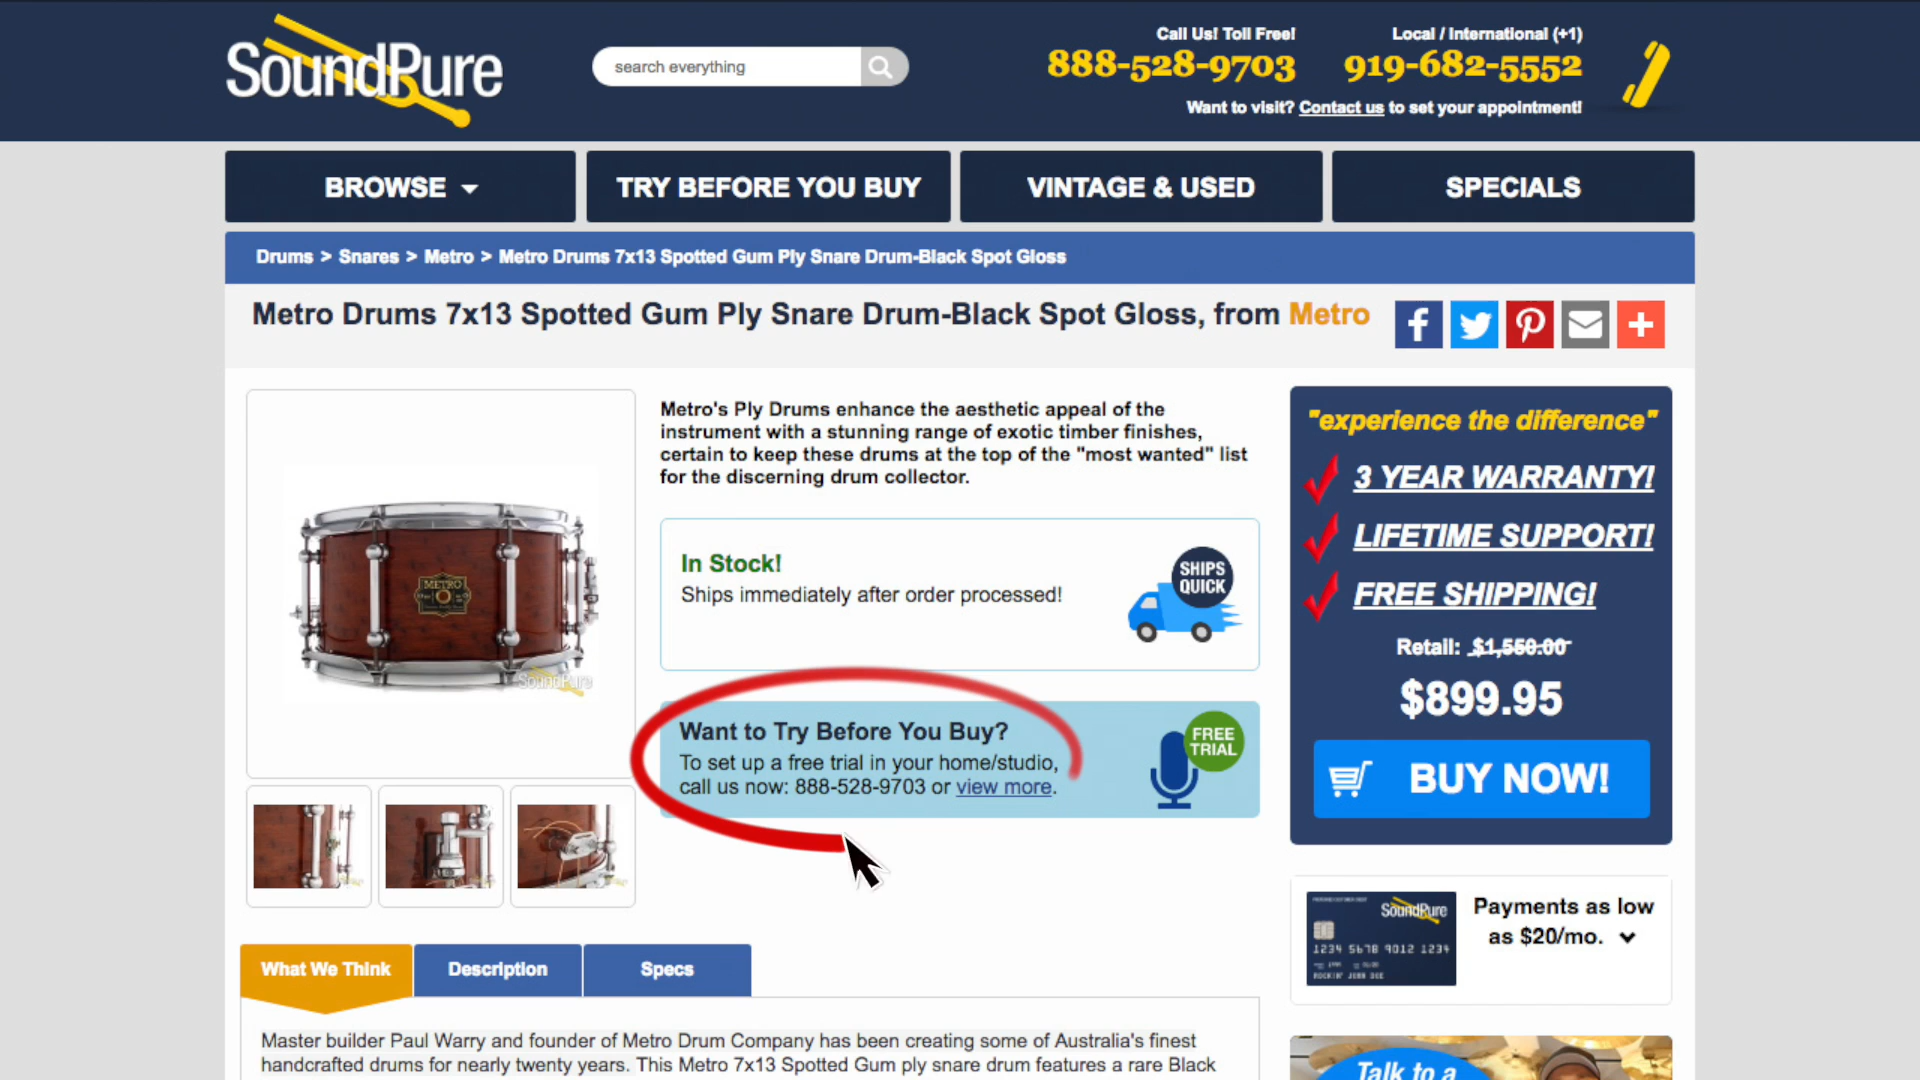 SoundPure
search everything
Call Us! Toll Free!
888-528-9703
Local / International (+1)
919-682-5552
Want to visit? Contact us to set your appointment!
BROWSE
TRY BEFORE YOU BUY
VINTAGE & USED
SPECIALS
Drums > Snares > Metro > Metro Drums 7x13 Spotted Gum Ply Snare Drum-Black Spot Gloss
Metro Drums 7x13 Spotted Gum Ply Snare Drum-Black Spot Gloss, from Metro
Metro's Ply Drums enhance the aesthetic appeal of the
instrument with a stunning range of exotic timber finishes,
certain to keep these drums at the top of the "most wanted" list
for the discerning drum collector.
METRO
SoundPure
In Stock!
Ships immediately after order processed!
SHIPS
QUICK
Want to Try Before You Buy?
To set up a free trial in your home/studio,
call us now: 888-528-9703 or view more.
FREE
TRIAL
"experience the difference"
3 YEAR WARRANTY!
LIFETIME SUPPORT!
FREE SHIPPING!
Retail: $1,550.00
$899.95
BUY NOW!
SoundPure
1234 5678 9012 1234
ROCKIN' JOHN DOE
Payments as low
as $20/mo.
What We Think
Description
Specs
Master builder Paul Warry and founder of Metro Drum Company has been creating some of Australia's finest
handcrafted drums for nearly twenty years. This Metro 7x13 Spotted Gum ply snare drum features a rare Black
Talk to a